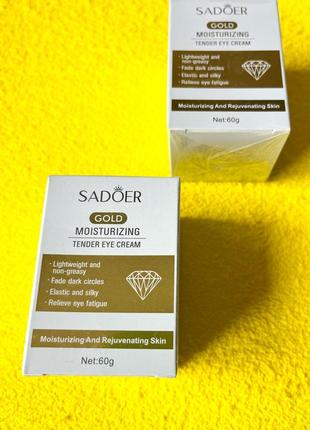 SADOER
GOLD
MOISTURIZING
TENDER EYE CREAM
· Lightweight and
non-greasy
· Fade dark circles
· Elastic and silky
· Relieve eye fatigue
Moisturizing And Rejuvenating Skin
Net:60g
SADOER
GOLD
MOISTURIZING
TENDER EYE CREAM
· Lightweight and
non-greasy
· Fade dark circles
· Elastic and silky
· Relieve eye fatigue
Moisturizing And Rejuvenating Skin
Net:60g